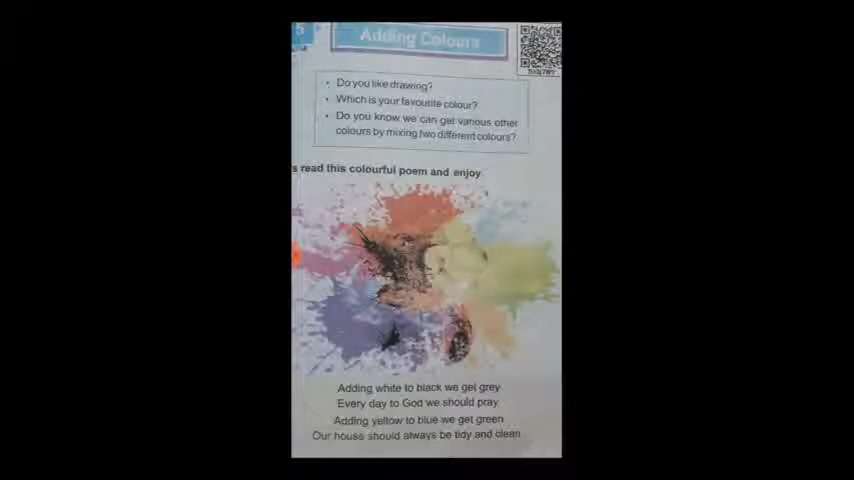 5
Adding Colours
• Do you like drawing?
• Which is your favourite colour?
• Do you know we can get various other
colours by mixing two different colours?
s read this colourful poem and enjoy
Adding white to black we get grey
Every day to God we should pray.
Adding yellow to blue we get green
Our house should always be tidy and clean